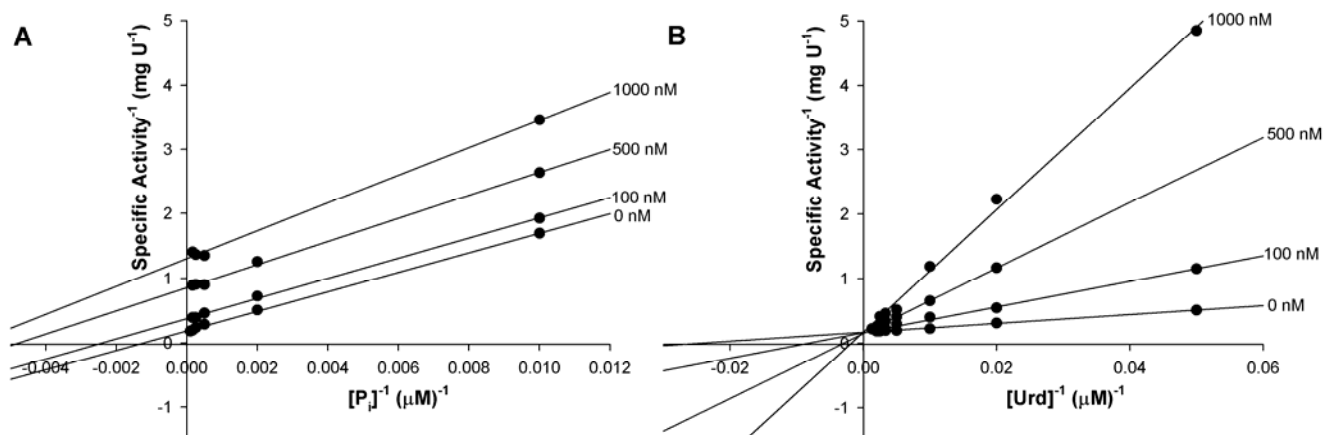 A
Specific Activity⁻¹ (mg U⁻¹)
5
4
3
2
1
0
-1
1000 nM
500 nM
100 nM
0 nM
-0.004 -0.002 0.000 0.002 0.004 0.006 0.008 0.010 0.012
[Pᵢ]⁻¹ (μM)⁻¹
B
Specific Activity⁻¹ (mg U⁻¹)
5
4
3
2
1
0
-1
1000 nM
500 nM
100 nM
0 nM
-0.02 0.00 0.02 0.04 0.06
[Urd]⁻¹ (μM)⁻¹